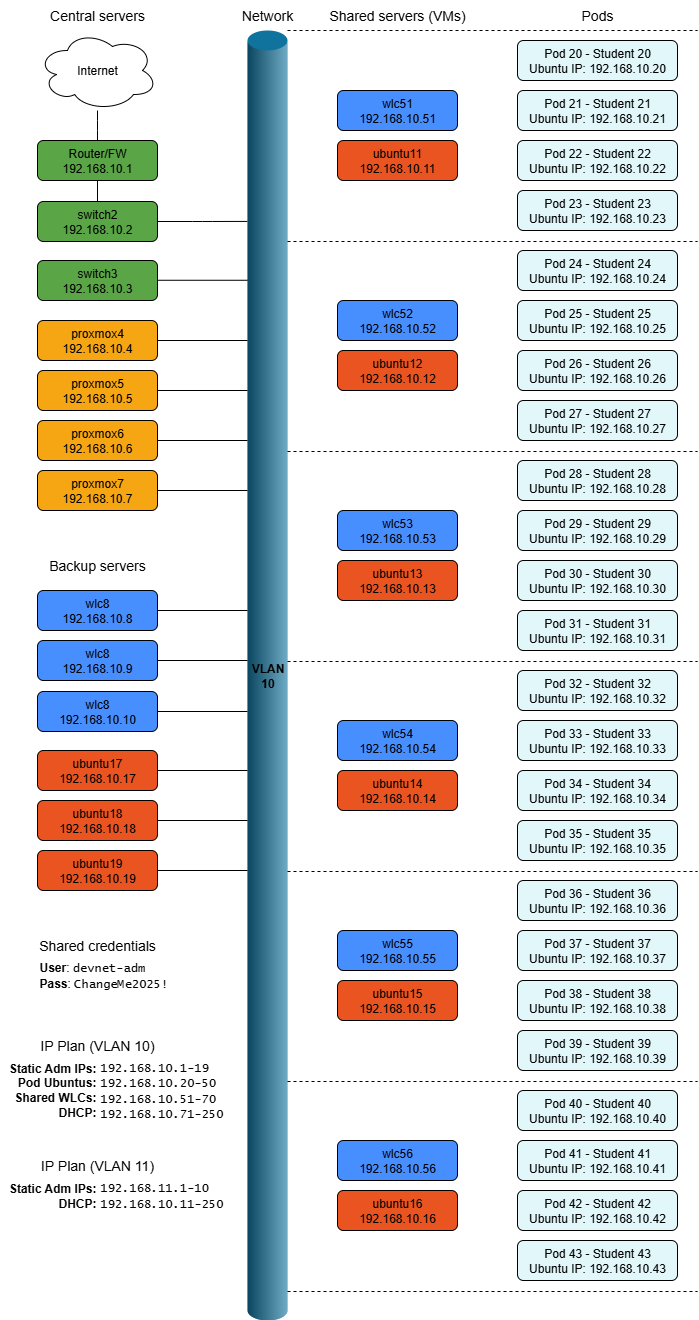 Central servers
Internet
Router/FW
192.168.10.1
switch2
192.168.10.2
switch3
192.168.10.3
proxmox4
192.168.10.4
proxmox5
192.168.10.5
proxmox6
192.168.10.6
proxmox7
192.168.10.7
Backup servers
wlc8
192.168.10.8
wlc8
192.168.10.9
wlc8
192.168.10.10
ubuntu17
192.168.10.17
ubuntu18
192.168.10.18
ubuntu19
192.168.10.19
Shared credentials
User: devnet-adm
Pass: ChangeMe2025!
IP Plan (VLAN 10)
Static Adm IPs: 192.168.10.1-19
Pod Ubuntus: 192.168.10.20-50
Shared WLCs: 192.168.10.51-70
DHCP: 192.168.10.71-250
IP Plan (VLAN 11)
Static Adm IPs: 192.168.11.1-10
DHCP: 192.168.10.11-250
Network
VLAN
10
Shared servers (VMs)
wlc51
192.168.10.51
ubuntu11
192.168.10.11
wlc52
192.168.10.52
ubuntu12
192.168.10.12
wlc53
192.168.10.53
ubuntu13
192.168.10.13
wlc54
192.168.10.54
ubuntu14
192.168.10.14
wlc55
192.168.10.55
ubuntu15
192.168.10.15
wlc56
192.168.10.56
ubuntu16
192.168.10.16
Pods
Pod 20 - Student 20
Ubuntu IP: 192.168.10.20
Pod 21 - Student 21
Ubuntu IP: 192.168.10.21
Pod 22 - Student 22
Ubuntu IP: 192.168.10.22
Pod 23 - Student 23
Ubuntu IP: 192.168.10.23
Pod 24 - Student 24
Ubuntu IP: 192.168.10.24
Pod 25 - Student 25
Ubuntu IP: 192.168.10.25
Pod 26 - Student 26
Ubuntu IP: 192.168.10.26
Pod 27 - Student 27
Ubuntu IP: 192.168.10.27
Pod 28 - Student 28
Ubuntu IP: 192.168.10.28
Pod 29 - Student 29
Ubuntu IP: 192.168.10.29
Pod 30 - Student 30
Ubuntu IP: 192.168.10.30
Pod 31 - Student 31
Ubuntu IP: 192.168.10.31
Pod 32 - Student 32
Ubuntu IP: 192.168.10.32
Pod 33 - Student 33
Ubuntu IP: 192.168.10.33
Pod 34 - Student 34
Ubuntu IP: 192.168.10.34
Pod 35 - Student 35
Ubuntu IP: 192.168.10.35
Pod 36 - Student 36
Ubuntu IP: 192.168.10.36
Pod 37 - Student 37
Ubuntu IP: 192.168.10.37
Pod 38 - Student 38
Ubuntu IP: 192.168.10.38
Pod 39 - Student 39
Ubuntu IP: 192.168.10.39
Pod 40 - Student 40
Ubuntu IP: 192.168.10.40
Pod 41 - Student 41
Ubuntu IP: 192.168.10.41
Pod 42 - Student 42
Ubuntu IP: 192.168.10.42
Pod 43 - Student 43
Ubuntu IP: 192.168.10.43